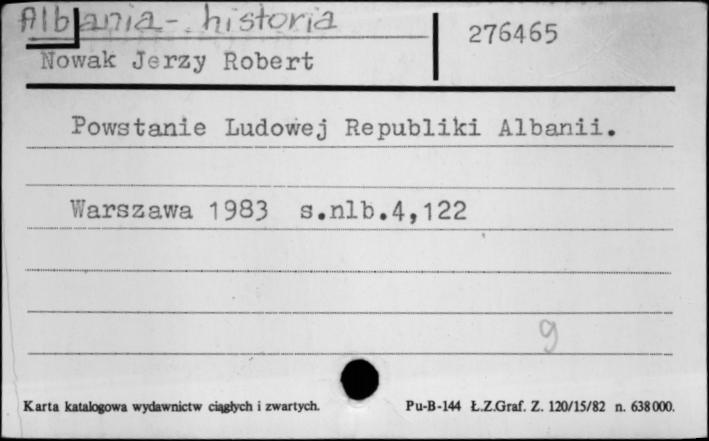 Albania - historia
276465
Nowak Jerzy Robert
Powstanie Ludowej Republiki Albanii.
Warszawa 1983 s.nlb.4,122
9
Karta katalogowa wydawnictw ciągłych i zwartych.
Pu-B-144 Ł.Z.Graf. Z. 120/15/82 n. 638000.